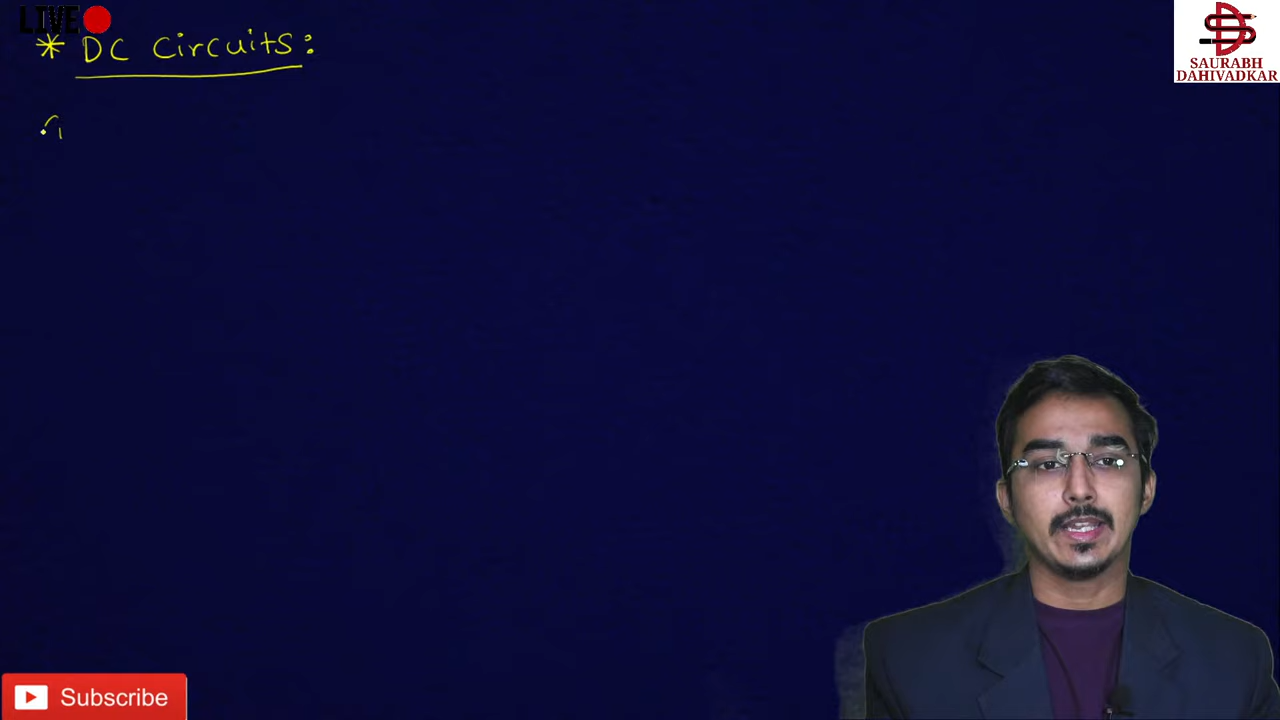 LIVE
* DC Circuits:
SAURABH
DAHIVADKAR
Subscribe